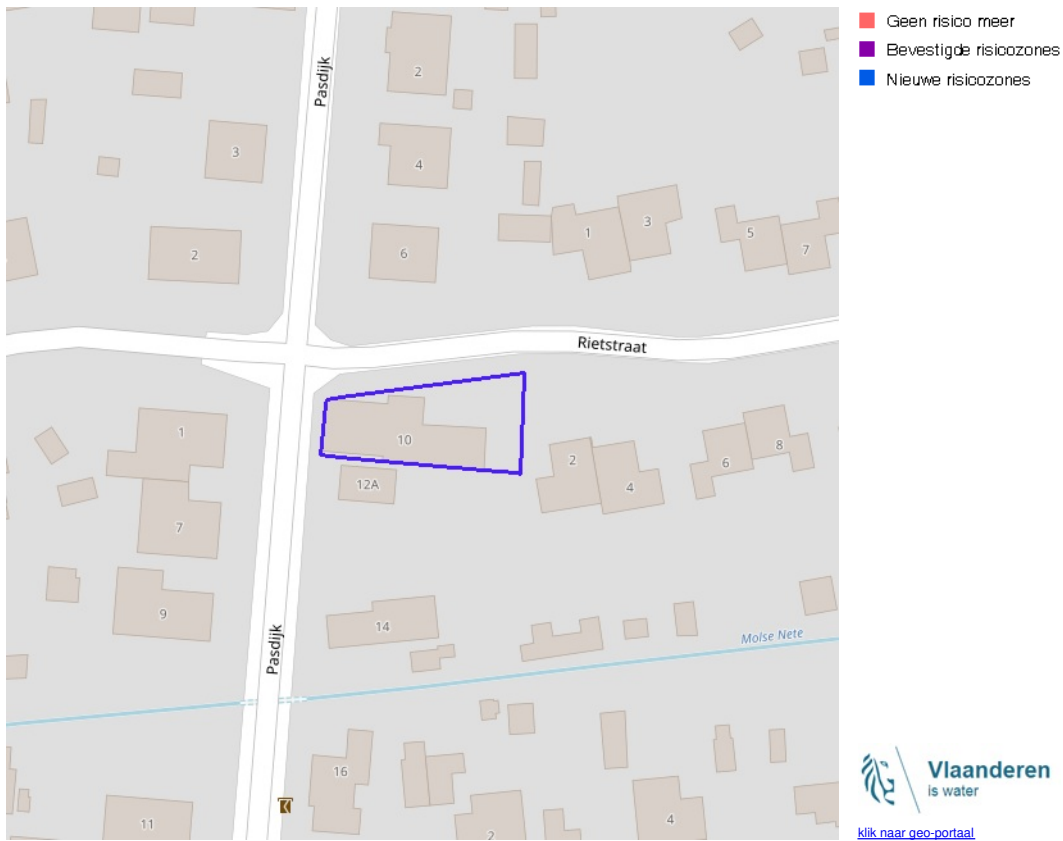 Geen risico meer
Bevestigde risicozones
Nieuwe risicozones
Pasdijk
2
3
4
1
3
5
7
2
6
Rietstraat
1
10
2
4
6
8
12A
7
9
14
Molse Nete
Pasdijk
16
11
2
4
Vlaanderen
is water
klik naar geo-portaal